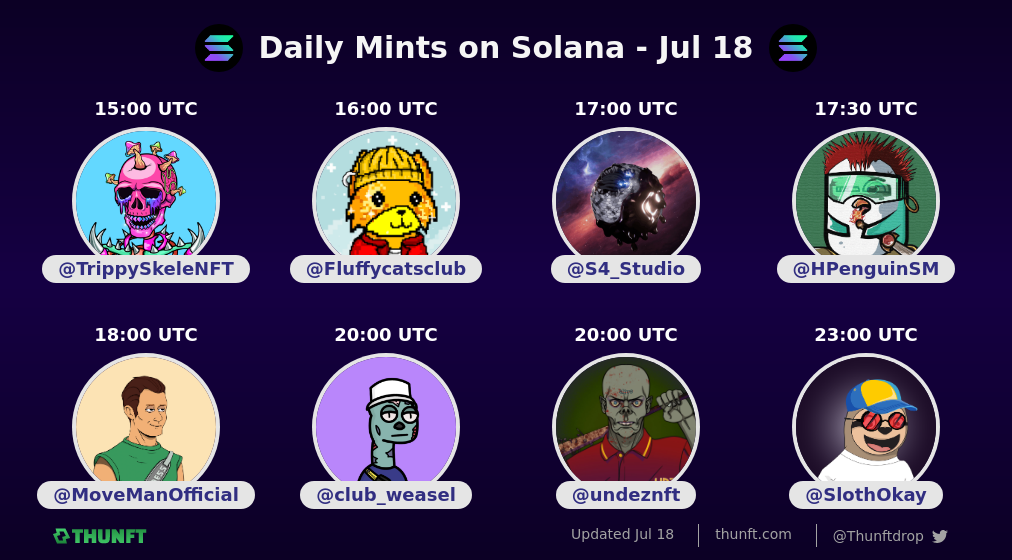 Daily Mints on Solana - Jul 18
15:00 UTC
16:00 UTC
17:00 UTC
17:30 UTC
@TrippySkeleNFT
@Fluffycatsclub
@S4_Studio
@HPenguinSM
18:00 UTC
20:00 UTC
20:00 UTC
23:00 UTC
@MoveManOfficial
@club_weasel
@undeznft
@SlothOkay
THUNFT
Updated Jul 18
thunft.com
@Thunftdrop